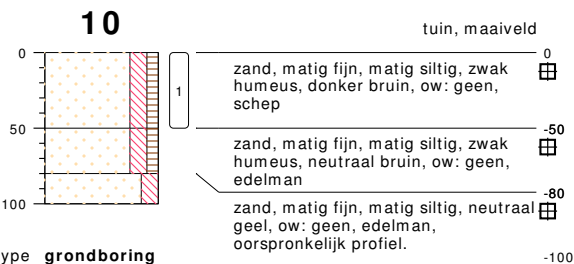 10
tuin, maaiveld
0
0
zand, matig fijn, matig siltig, zwak
humeus, donker bruin, ow: geen,
schep
1
50
-50
zand, matig fijn, matig siltig, zwak
humeus, neutraal bruin, ow: geen,
edelman
-80
zand, matig fijn, matig siltig, neutraal
geel, ow: geen, edelman,
oorspronkelijk profiel.
100
ype grondboring
-100